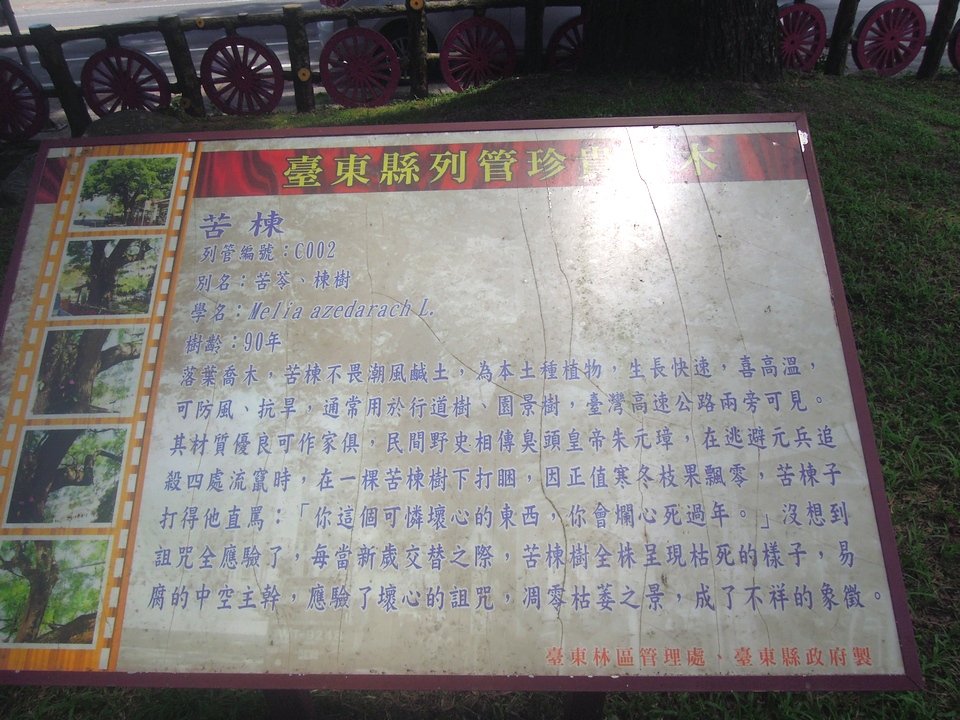 臺東縣列管珍貴 木
苦楝
列管編號：C002
別名：苦苓、楝樹
學名：Melia azedarach L.
樹齡：90年
落葉喬木，苦楝不畏潮風鹹土，為本土種植物，生長快速，喜高溫，
可防風、抗旱，通常用於行道樹、園景樹，臺灣高速公路兩旁可見。
其材質優良可作家俱，民間野史相傳臭頭皇帝朱元璋，在逃避元兵追
殺四處流竄時，在一棵苦楝樹下打睏，因正值寒冬枝果飄零，苦楝子
打得他直罵：「你這個可憐壞心的東西，你會爛心死過年。」沒想到
詛咒全應驗了，每當新歲交替之際，苦楝樹全株呈現枯死的樣子，易
腐的中空主幹，應驗了壞心的詛咒，凋零枯萎之景，成了不祥的象徵。
臺東林區管理處、臺東縣政府製